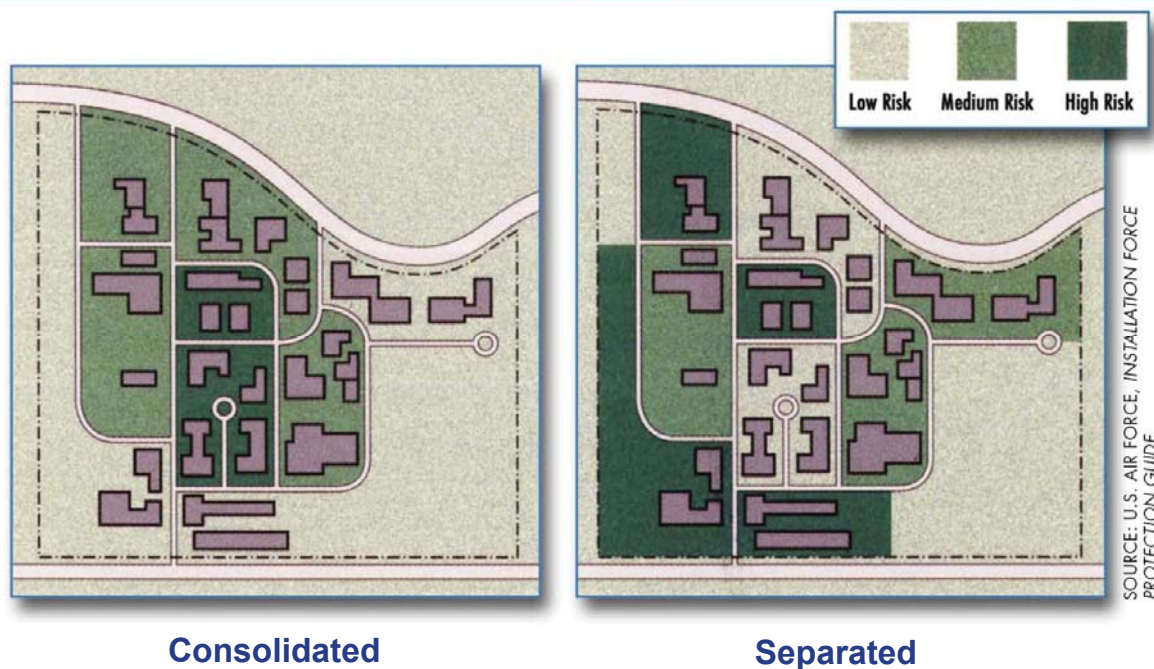 Low Risk Medium Risk High Risk
SOURCE: U.S. AIR FORCE, INSTALLATION FORCE
PROTECTION GUIDE
Consolidated Separated